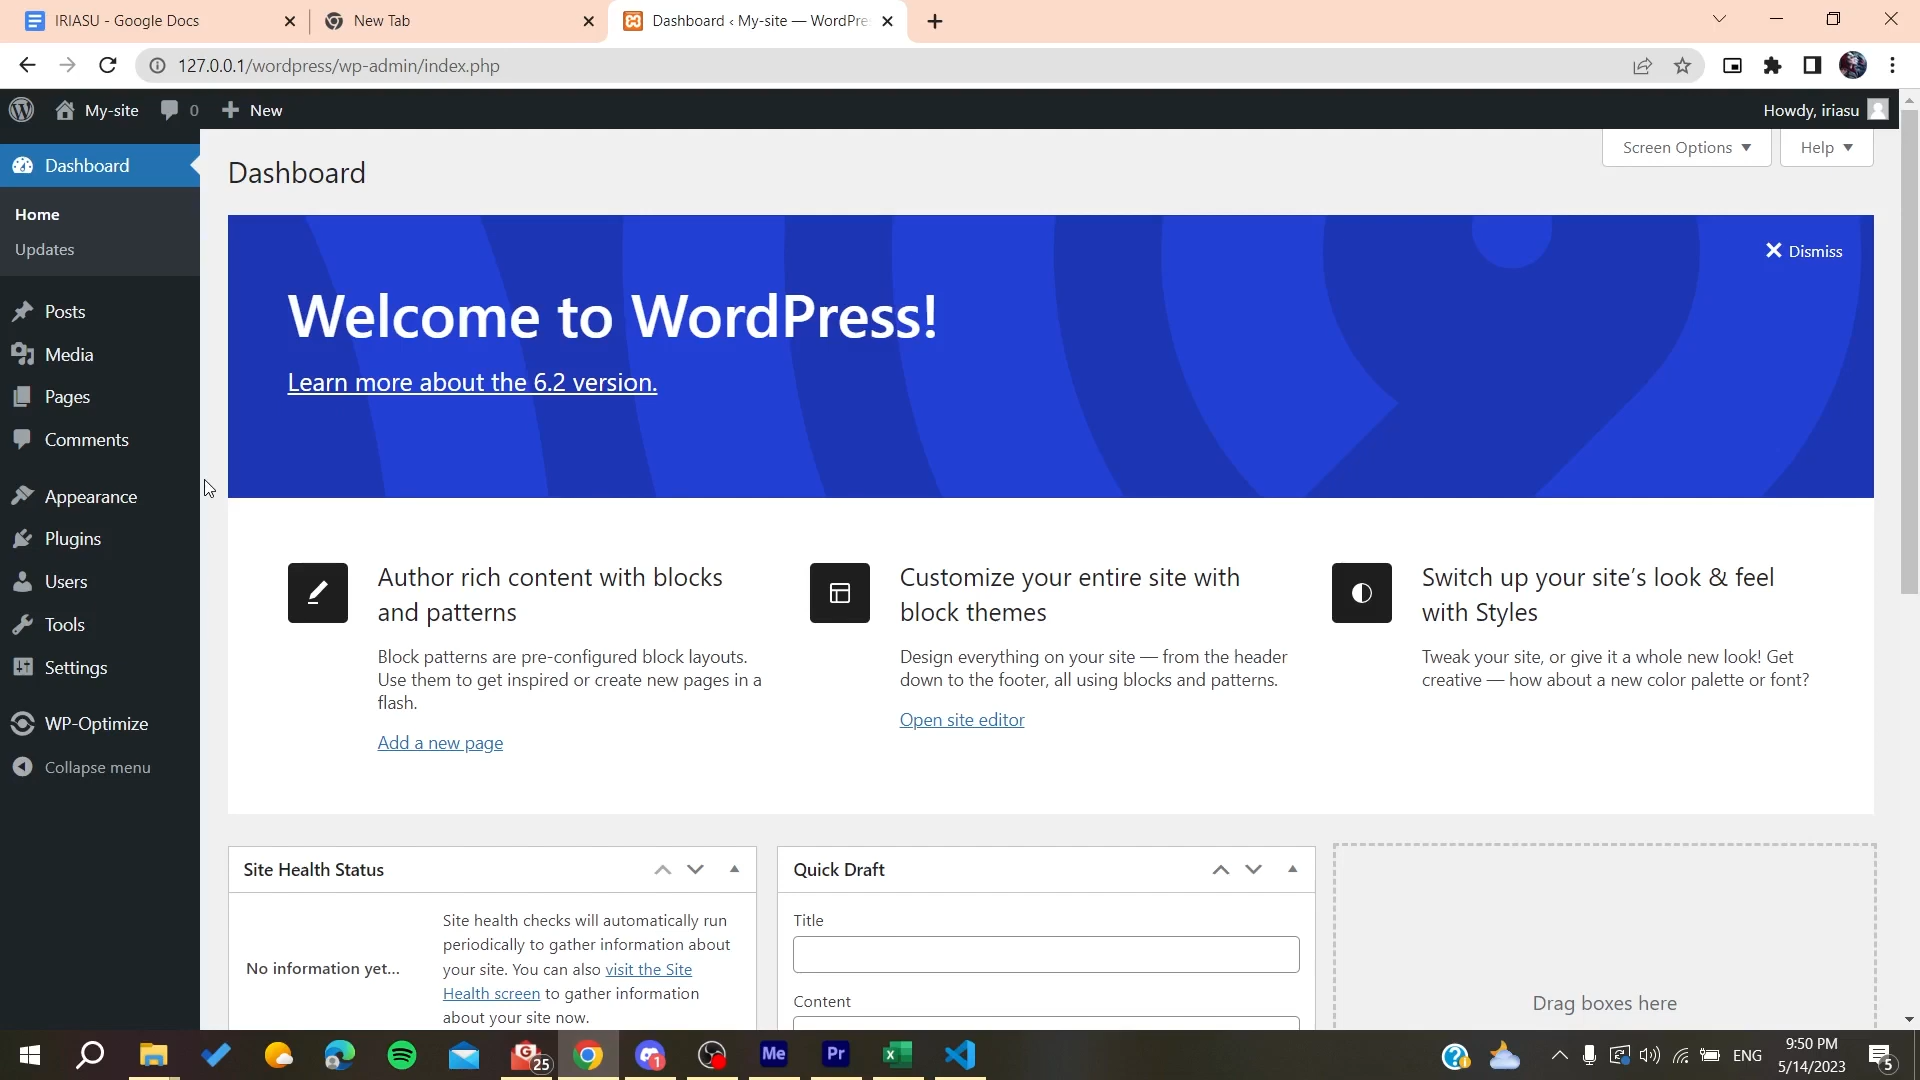 IRIASU - Google Docs
New Tab
Dashboard ‹ My-site — WordPre
127.0.0.1/wordpress/wp-admin/index.php
My-site 0 New
Howdy, iriasu
Dashboard
Home
Updates
Posts
Media
Pages
Comments
Appearance
Plugins
Users
Tools
Settings
WP-Optimize
Collapse menu
Dashboard
Screen Options
Help
Dismiss
Welcome to WordPress!
Learn more about the 6.2 version.
Author rich content with blocks
and patterns
Block patterns are pre-configured block layouts.
Use them to get inspired or create new pages in a
flash.
Add a new page
Customize your entire site with
block themes
Design everything on your site — from the header
down to the footer, all using blocks and patterns.
Open site editor
Switch up your site’s look & feel
with Styles
Tweak your site, or give it a whole new look! Get
creative — how about a new color palette or font?
Site Health Status
No information yet...
Site health checks will automatically run
periodically to gather information about
your site. You can also visit the Site
Health screen to gather information
about your site now.
Quick Draft
Title
Content
Drag boxes here
25
1
Me
Pr
ENG
9:50 PM
5/14/2023
5